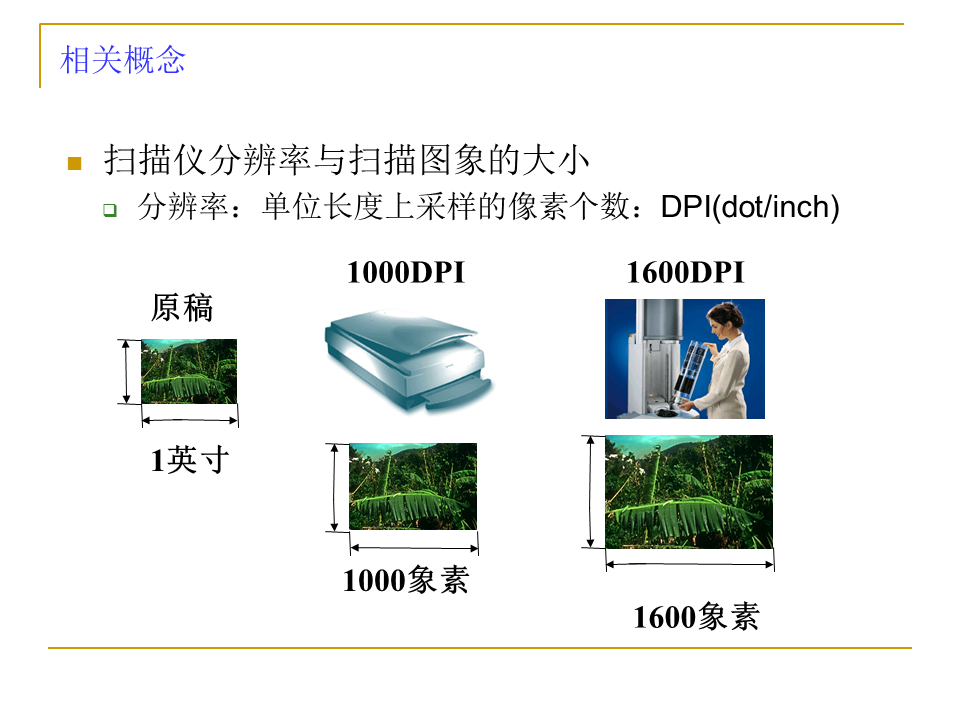 相关概念
扫描仪分辨率与扫描图象的大小
分辨率：单位长度上采样的像素个数：DPI(dot/inch)
1000DPI
1600DPI
原稿
1英寸
1000象素
1600象素